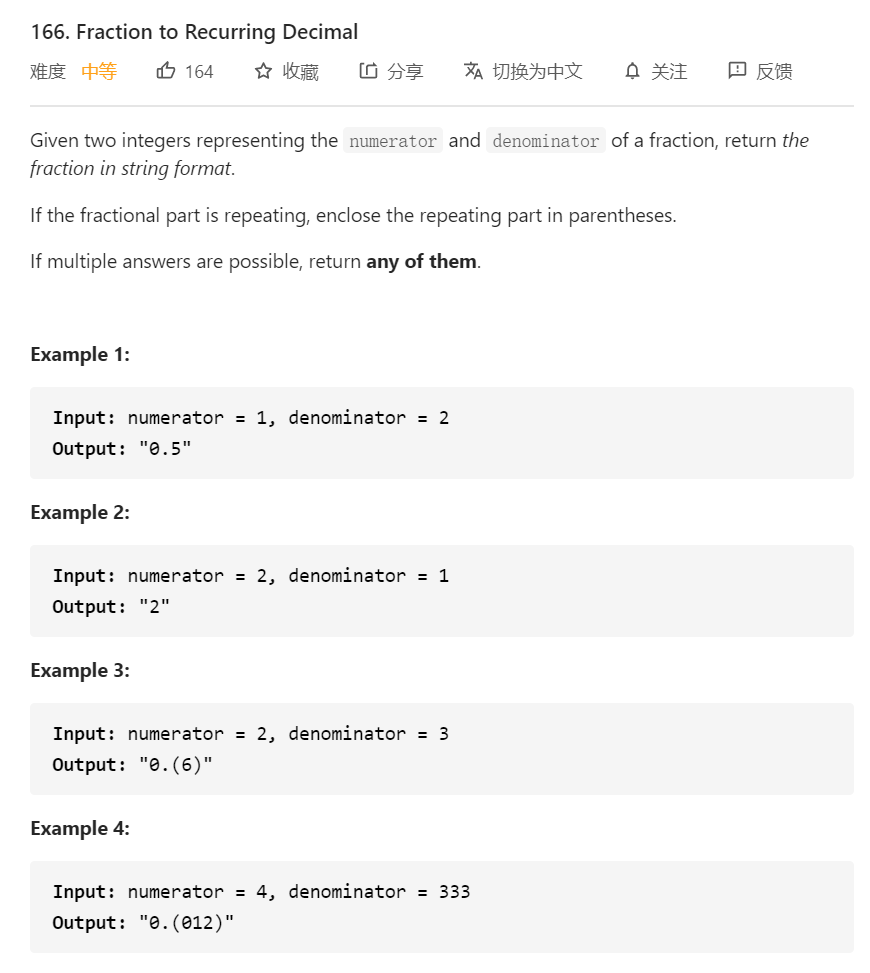 166. Fraction to Recurring Decimal
难度 中等 164 收藏 分享 切换为中文 关注 反馈
Given two integers representing the numerator and denominator of a fraction, return the
fraction in string format.
If the fractional part is repeating, enclose the repeating part in parentheses.
If multiple answers are possible, return any of them.
Example 1:
Input: numerator = 1, denominator = 2
Output: "0.5"
Example 2:
Input: numerator = 2, denominator = 1
Output: "2"
Example 3:
Input: numerator = 2, denominator = 3
Output: "0.(6)"
Example 4:
Input: numerator = 4, denominator = 333
Output: "0.(012)"